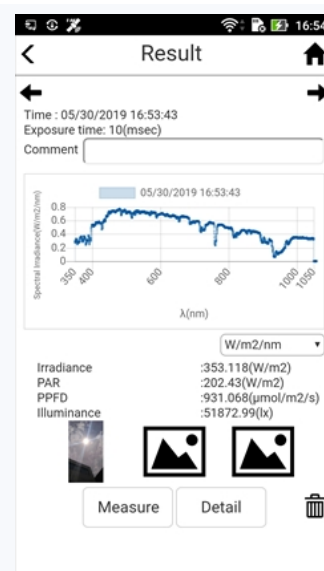 16:54
Result
Time : 05/30/2019 16:53:43
Exposure time: 10(msec)
Comment
05/30/2019 16:53:43
Spectral Irradiance(W/m2/nm)
0.8
0.6
0.4
0.2
0
350 400 600 800 1000 1050
λ(nm)
W/m2/nm
Irradiance :353.118(W/m2)
PAR :202.43(W/m2)
PPFD :931.068(μmol/m2/s)
Illuminance :51872.99(lx)
Measure Detail